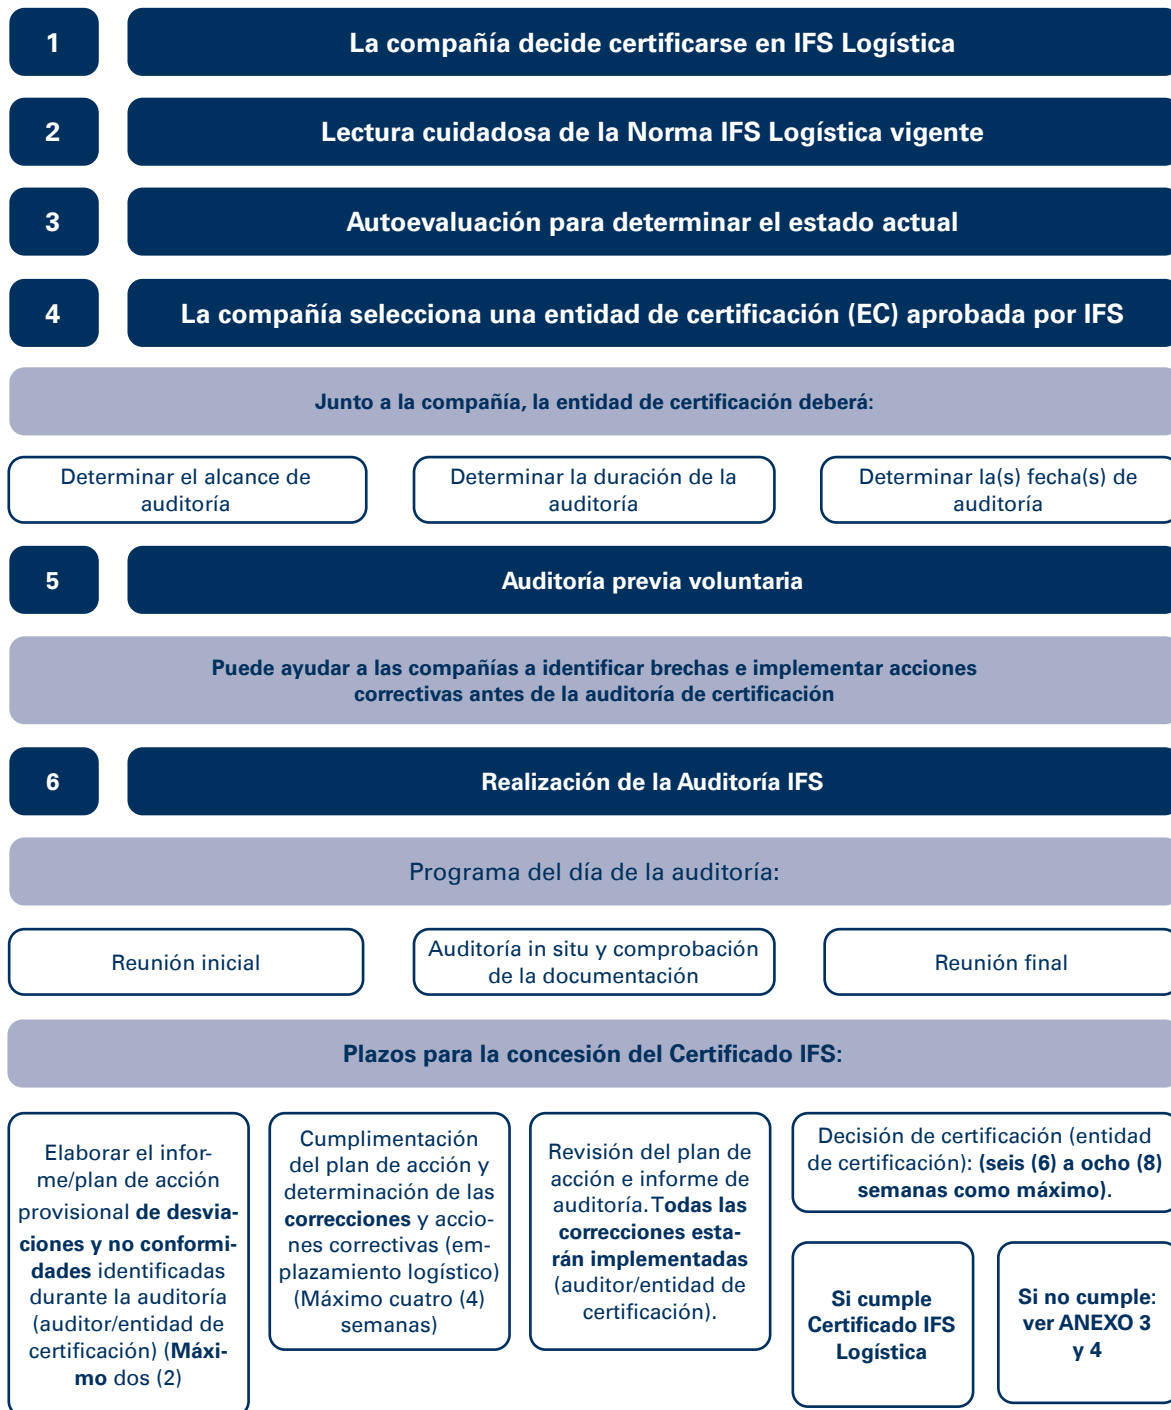 1
La compañía decide certificarse en IFS Logística
2
Lectura cuidadosa de la Norma IFS Logística vigente
3
Autoevaluación para determinar el estado actual
4
La compañía selecciona una entidad de certificación (EC) aprobada por IFS
Junto a la compañía, la entidad de certificación deberá:
Determinar el alcance de
auditoría
Determinar la duración de la
auditoría
Determinar la(s) fecha(s) de
auditoría
5
Auditoría previa voluntaria
Puede ayudar a las compañías a identificar brechas e implementar acciones
correctivas antes de la auditoría de certificación
6
Realización de la Auditoría IFS
Programa del día de la auditoría:
Reunión inicial
Auditoría in situ y comprobación
de la documentación
Reunión final
Plazos para la concesión del Certificado IFS:
Elaborar el infor-
me/plan de acción
provisional de desvia-
ciones y no conformi-
dades identificadas
durante la auditoría
(auditor/entidad de
certificación) (Máxi-
mo dos (2)
Cumplimentación
del plan de acción y
determinación de las
correcciones y accio-
nes correctivas (em-
plazamiento logístico)
(Máximo cuatro (4)
semanas)
Revisión del plan de
acción e informe de
auditoría. Todas las
correcciones esta-
rán implementadas
(auditor/entidad de
certificación).
Decisión de certificación (entidad
de certificación): (seis (6) a ocho (8)
semanas como máximo).
Si cumple
Certificado IFS
Logística
Si no cumple:
ver ANEXO 3
y 4